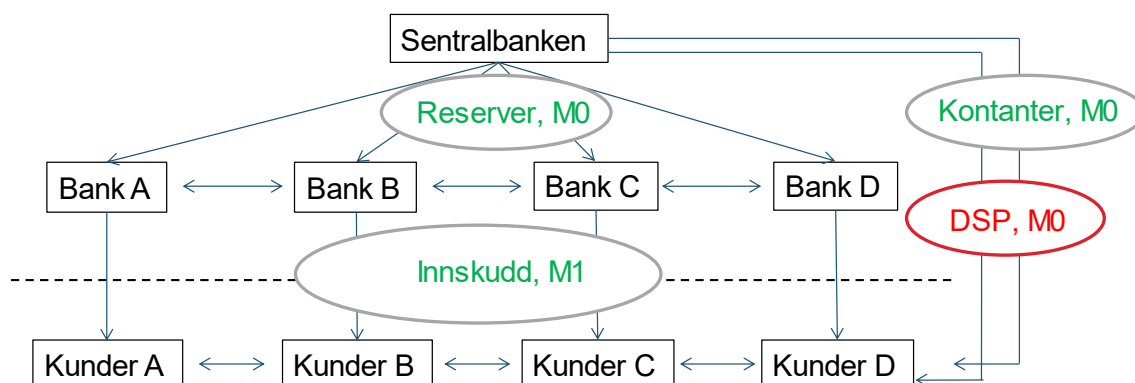 Sentralbanken
Reserver, M0
Kontanter, M0
Bank A
Bank B
Bank C
Bank D
DSP, M0
Innskudd, M1
Kunder A
Kunder B
Kunder C
Kunder D